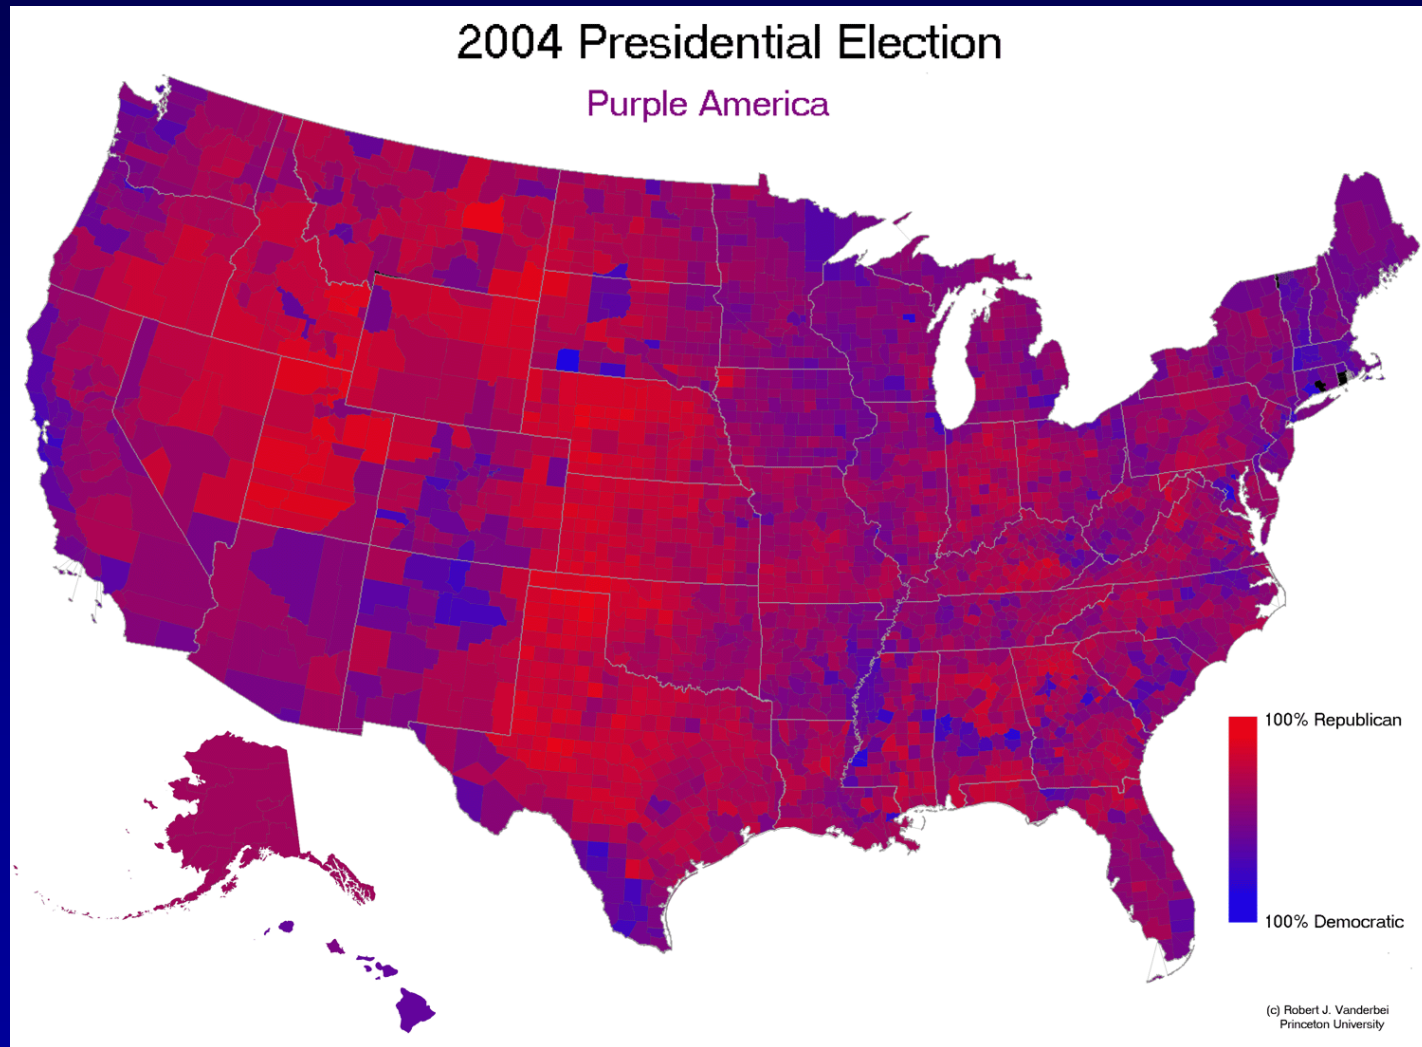 2004 Presidential Election
Purple America
100% Republican
100% Democratic
(c) Robert J. Vanderbei
Princeton University